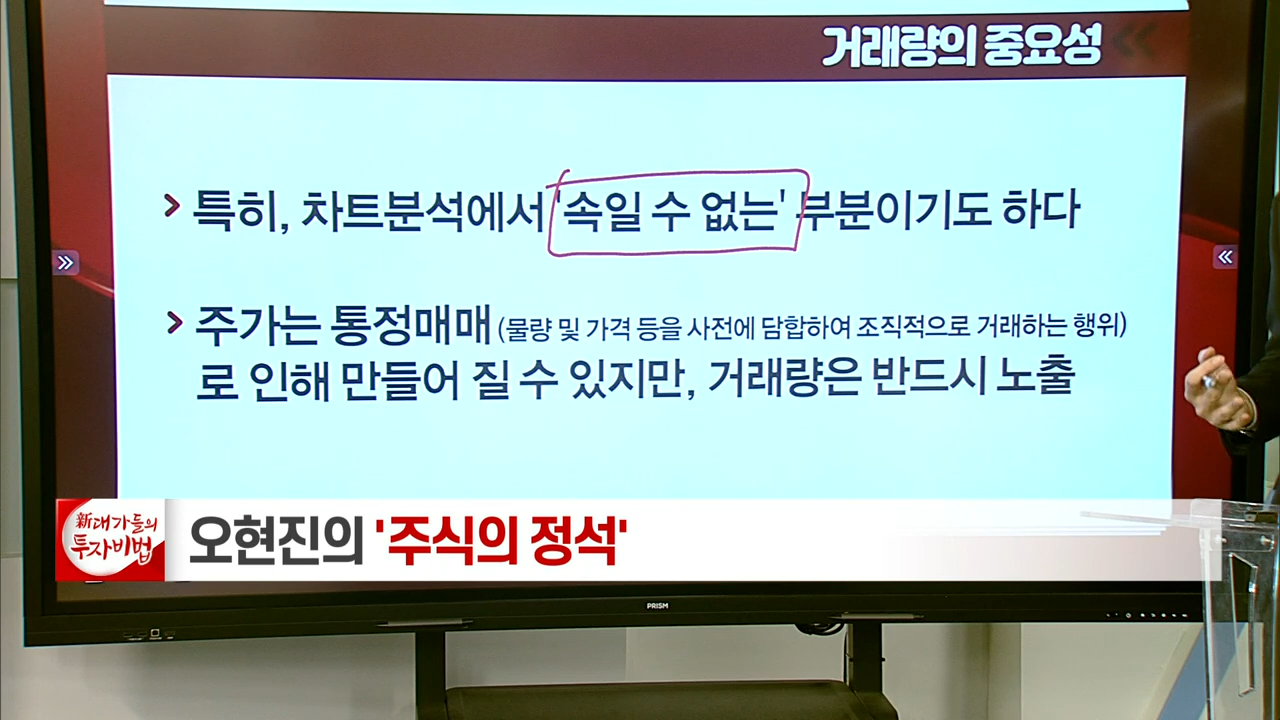 거래량의 중요성
특히, 차트분석에서 '속일 수 없는' 부분이기도 하다
주가는 통정매매 (물량 및 가격 등을 사전에 담합하여 조직적으로 거래하는 행위)
로 인해 만들어 질 수 있지만, 거래량은 반드시 노출
新대가들의
투자비법
오현진의 '주식의 정석'
PRISM